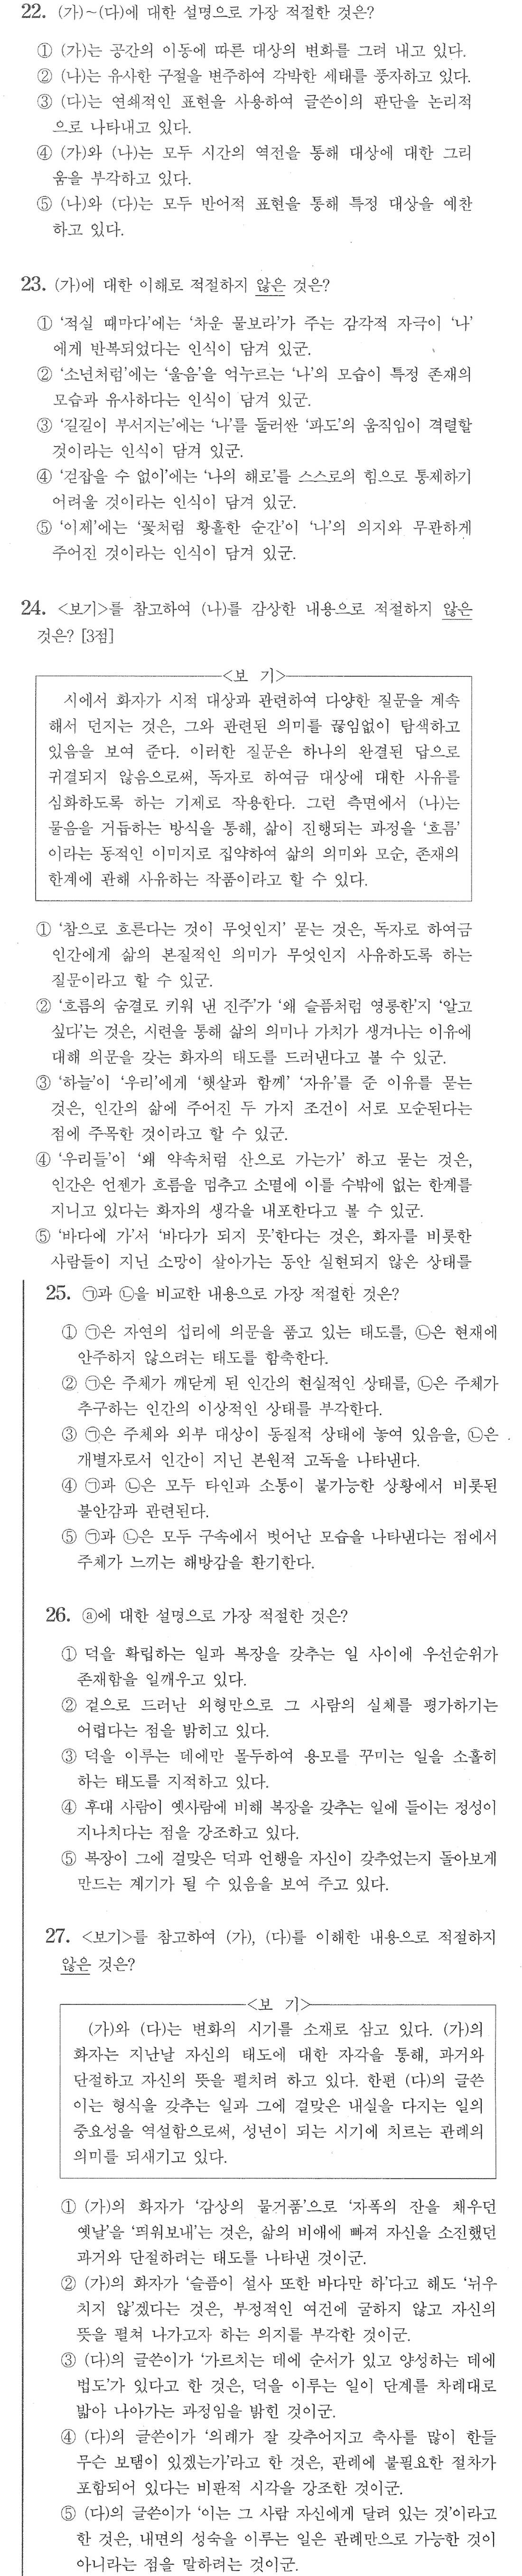 22. (가)~(다)에 대한 설명으로 가장 적절한 것은?
① (가)는 공간의 이동에 따른 대상의 변화를 그려 내고 있다.
② (나)는 유사한 구절을 변주하여 각박한 세태를 풍자하고 있다.
③ (다)는 연쇄적인 표현을 사용하여 글쓴이의 판단을 논리적
으로 나타내고 있다.
④ (가)와 (나)는 모두 시간의 역전을 통해 대상에 대한 그리
움을 부각하고 있다.
⑤ (나)와 (다)는 모두 반어적 표현을 통해 특정 대상을 예찬
하고 있다.
23. (가)에 대한 이해로 적절하지 않은 것은?
① ‘적실 때마다’에는 ‘차운 물보라’가 주는 감각적 자극이 ‘나’
에게 반복되었다는 인식이 담겨 있군.
② ‘소년처럼’에는 ‘울음’을 억누르는 ‘나’의 모습이 특정 존재의
모습과 유사하다는 인식이 담겨 있군.
③ ‘길길이 부서지는’에는 ‘나’를 둘러싼 ‘파도’의 움직임이 격렬할
것이라는 인식이 담겨 있군.
④ ‘걷잡을 수 없이’에는 ‘나의 해로’를 스스로의 힘으로 통제하기
어려울 것이라는 인식이 담겨 있군.
⑤ ‘이제’에는 ‘꽃처럼 황홀한 순간’이 ‘나’의 의지와 무관하게
주어진 것이라는 인식이 담겨 있군.
24. <보기>를 참고하여 (나)를 감상한 내용으로 적절하지 않은
것은? [3점]
<보 기>
시에서 화자가 시적 대상과 관련하여 다양한 질문을 계속
해서 던지는 것은, 그와 관련된 의미를 끊임없이 탐색하고
있음을 보여 준다. 이러한 질문은 하나의 완결된 답으로
귀결되지 않음으로써, 독자로 하여금 대상에 대한 사유를
심화하도록 하는 기제로 작용한다. 그런 측면에서 (나)는
물음을 거듭하는 방식을 통해, 삶이 진행되는 과정을 ‘흐름’
이라는 동적인 이미지로 집약하여 삶의 의미와 모순, 존재의
한계에 관해 사유하는 작품이라고 할 수 있다.
① ‘참으로 흐른다는 것이 무엇인지’ 묻는 것은, 독자로 하여금
인간에게 삶의 본질적인 의미가 무엇인지 사유하도록 하는
질문이라고 할 수 있군.
② ‘흐름의 숨결로 키워 낸 진주’가 ‘왜 슬픔처럼 영롱한’지 ‘알고
싶다’는 것은, 시련을 통해 삶의 의미나 가치가 생겨나는 이유에
대해 의문을 갖는 화자의 태도를 드러낸다고 볼 수 있군.
③ ‘하늘’이 ‘우리’에게 ‘햇살과 함께’ ‘자유’를 준 이유를 묻는
것은, 인간의 삶에 주어진 두 가지 조건이 서로 모순된다는
점에 주목한 것이라고 할 수 있군.
④ ‘우리들’이 ‘왜 약속처럼 산으로 가는가’ 하고 묻는 것은,
인간은 언젠가 흐름을 멈추고 소멸에 이를 수밖에 없는 한계를
지니고 있다는 화자의 생각을 내포한다고 볼 수 있군.
⑤ ‘바다에 가’서 ‘바다가 되지 못’한다는 것은, 화자를 비롯한
사람들이 지닌 소망이 살아가는 동안 실현되지 않은 상태를
25. ㉠과 ㉡을 비교한 내용으로 가장 적절한 것은?
① ㉠은 자연의 섭리에 의문을 품고 있는 태도를, ㉡은 현재에
안주하지 않으려는 태도를 함축한다.
② ㉠은 주체가 깨닫게 된 인간의 현실적인 상태를, ㉡은 주체가
추구하는 인간의 이상적인 상태를 부각한다.
③ ㉠은 주체와 외부 대상이 동질적 상태에 놓여 있음을, ㉡은
개별자로서 인간이 지닌 본원적 고독을 나타낸다.
④ ㉠과 ㉡은 모두 타인과 소통이 불가능한 상황에서 비롯된
불안감과 관련된다.
⑤ ㉠과 ㉡은 모두 구속에서 벗어난 모습을 나타낸다는 점에서
주체가 느끼는 해방감을 환기한다.
26. ⓐ에 대한 설명으로 가장 적절한 것은?
① 덕을 확립하는 일과 복장을 갖추는 일 사이에 우선순위가
존재함을 일깨우고 있다.
② 겉으로 드러난 외형만으로 그 사람의 실체를 평가하기는
어렵다는 점을 밝히고 있다.
③ 덕을 이루는 데에만 몰두하여 용모를 꾸미는 일을 소홀히
하는 태도를 지적하고 있다.
④ 후대 사람이 옛사람에 비해 복장을 갖추는 일에 들이는 정성이
지나치다는 점을 강조하고 있다.
⑤ 복장이 그에 걸맞은 덕과 언행을 자신이 갖추었는지 돌아보게
만드는 계기가 될 수 있음을 보여 주고 있다.
27. <보기>를 참고하여 (가), (다)를 이해한 내용으로 적절하지
않은 것은?
<보 기>
(가)와 (다)는 변화의 시기를 소재로 삼고 있다. (가)의
화자는 지난날 자신의 태도에 대한 자각을 통해, 과거와
단절하고 자신의 뜻을 펼치려 하고 있다. 한편 (다)의 글쓴
이는 형식을 갖추는 일과 그에 걸맞은 내실을 다지는 일의
중요성을 역설함으로써, 성년이 되는 시기에 치르는 관례의
의미를 되새기고 있다.
① (가)의 화자가 ‘감상의 물거품’으로 ‘자폭의 잔을 채우던
옛날’을 ‘띄워보내’는 것은, 삶의 비애에 빠져 자신을 소진했던
과거와 단절하려는 태도를 나타낸 것이군.
② (가)의 화자가 ‘슬픔이 설사 또한 바다만 하’다고 해도 ‘뉘우
치지 않’겠다는 것은, 부정적인 여건에 굴하지 않고 자신의
뜻을 펼쳐 나가고자 하는 의지를 부각한 것이군.
③ (다)의 글쓴이가 ‘가르치는 데에 순서가 있고 양성하는 데에
법도’가 있다고 한 것은, 덕을 이루는 일이 단계를 차례대로
밟아 나아가는 과정임을 밝힌 것이군.
④ (다)의 글쓴이가 ‘의례가 잘 갖추어지고 축사를 많이 한들
무슨 보탬이 있겠는가’라고 한 것은, 관례에 불필요한 절차가
포함되어 있다는 비판적 시각을 강조한 것이군.
⑤ (다)의 글쓴이가 ‘이는 그 사람 자신에게 달려 있는 것’이라고
한 것은, 내면의 성숙을 이루는 일은 관례만으로 가능한 것이
아니라는 점을 말하려는 것이군.